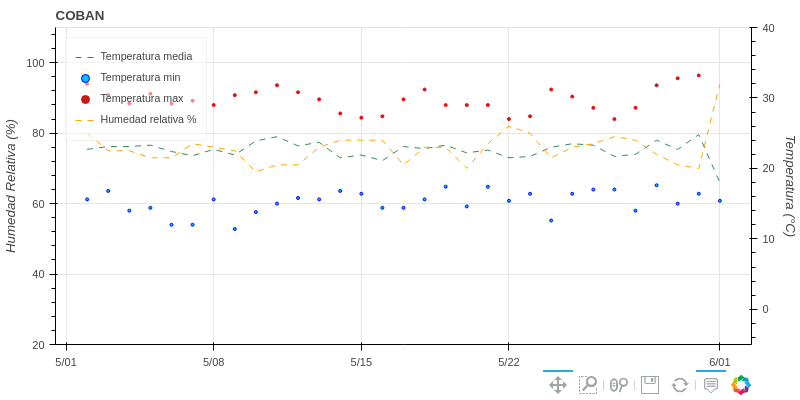 COBAN
Temperatura media
Temperatura min
Temperatura max
Humedad relativa %
Humedad Relativa (%)
100
80
60
40
20
Temperatura (°C)
40
30
20
10
0
5/01
5/08
5/15
5/22
6/01